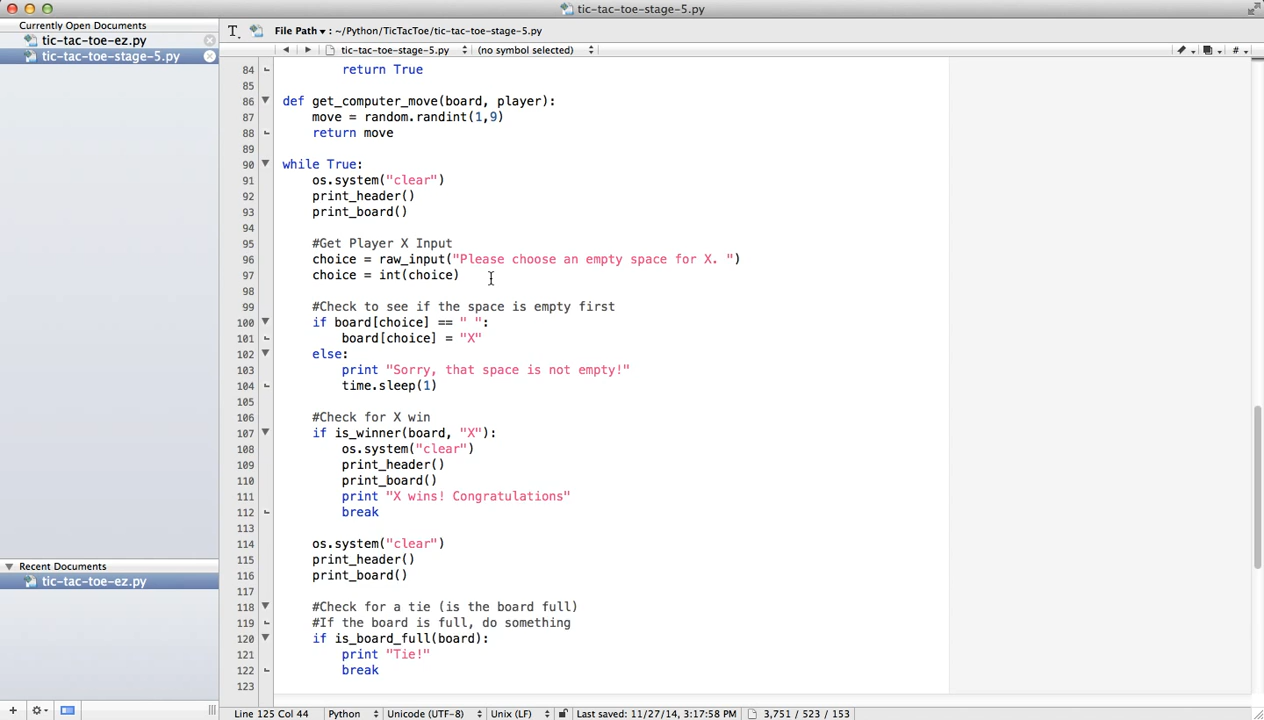 tic-tac-toe-stage-5.py
Currently Open Documents
tic-tac-toe-ez.py
tic-tac-toe-stage-5.py
Recent Documents
tic-tac-toe-ez.py
File Path ▾ : ~/Python/TicTacToe/tic-tac-toe-stage-5.py
tic-tac-toe-stage-5.py (no symbol selected) #
84 return True
85
86 def get_computer_move(board, player):
87 move = random.randint(1,9)
88 return move
89
90 while True:
91 os.system("clear")
92 print_header()
93 print_board()
94
95 #Get Player X Input
96 choice = raw_input("Please choose an empty space for X. ")
97 choice = int(choice)
98
99 #Check to see if the space is empty first
100 if board[choice] == " ":
101 board[choice] = "X"
102 else:
103 print "Sorry, that space is not empty!"
104 time.sleep(1)
105
106 #Check for X win
107 if is_winner(board, "X"):
108 os.system("clear")
109 print_header()
110 print_board()
111 print "X wins! Congratulations"
112 break
113
114 os.system("clear")
115 print_header()
116 print_board()
117
118 #Check for a tie (is the board full)
119 #If the board is full, do something
120 if is_board_full(board):
121 print "Tie!"
122 break
123
Line 125 Col 44 Python Unicode (UTF-8) Unix (LF) Last saved: 11/27/14, 3:17:58 PM 3,751 / 523 / 153